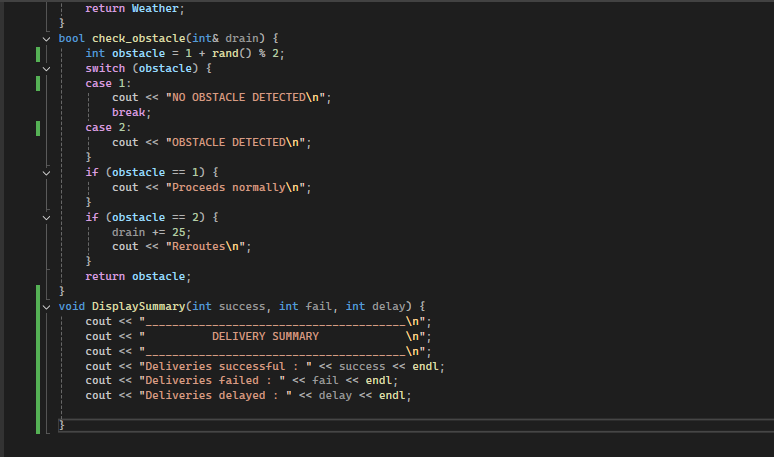 return Weather;
}
bool check_obstacle(int& drain) {
int obstacle = 1 + rand() % 2;
switch (obstacle) {
case 1:
cout << "NO OBSTACLE DETECTED\n";
break;
case 2:
cout << "OBSTACLE DETECTED\n";
}
if (obstacle == 1) {
cout << "Proceeds normally\n";
}
if (obstacle == 2) {
drain += 25;
cout << "Reroutes\n";
}
return obstacle;
}
void DisplaySummary(int success, int fail, int delay) {
cout << "_______________________________________\n";
cout << "          DELIVERY SUMMARY             \n";
cout << "_______________________________________\n";
cout << "Deliveries successful : " << success << endl;
cout << "Deliveries failed : " << fail << endl;
cout << "Deliveries delayed : " << delay << endl;
}